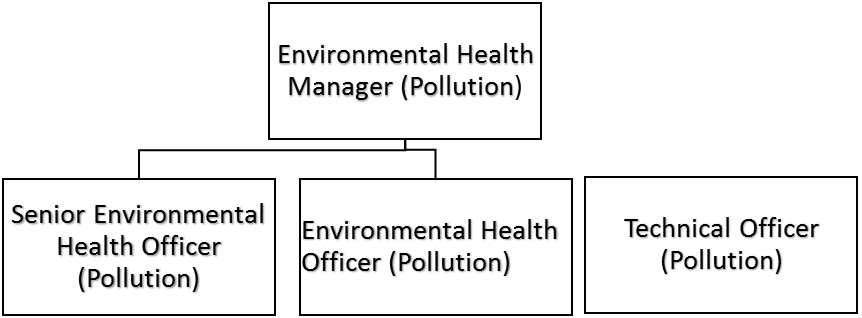 Environmental Health
Manager (Pollution)
Senior Environmental
Health Officer
(Pollution)
Environmental Health
Officer (Pollution)
Technical Officer
(Pollution)